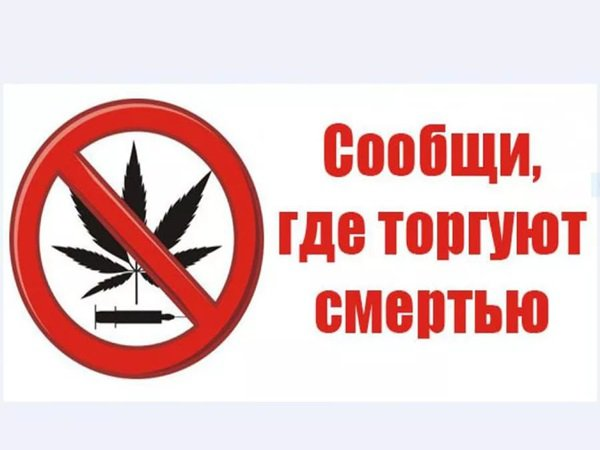 Сообщи,
где торгуют
смертью